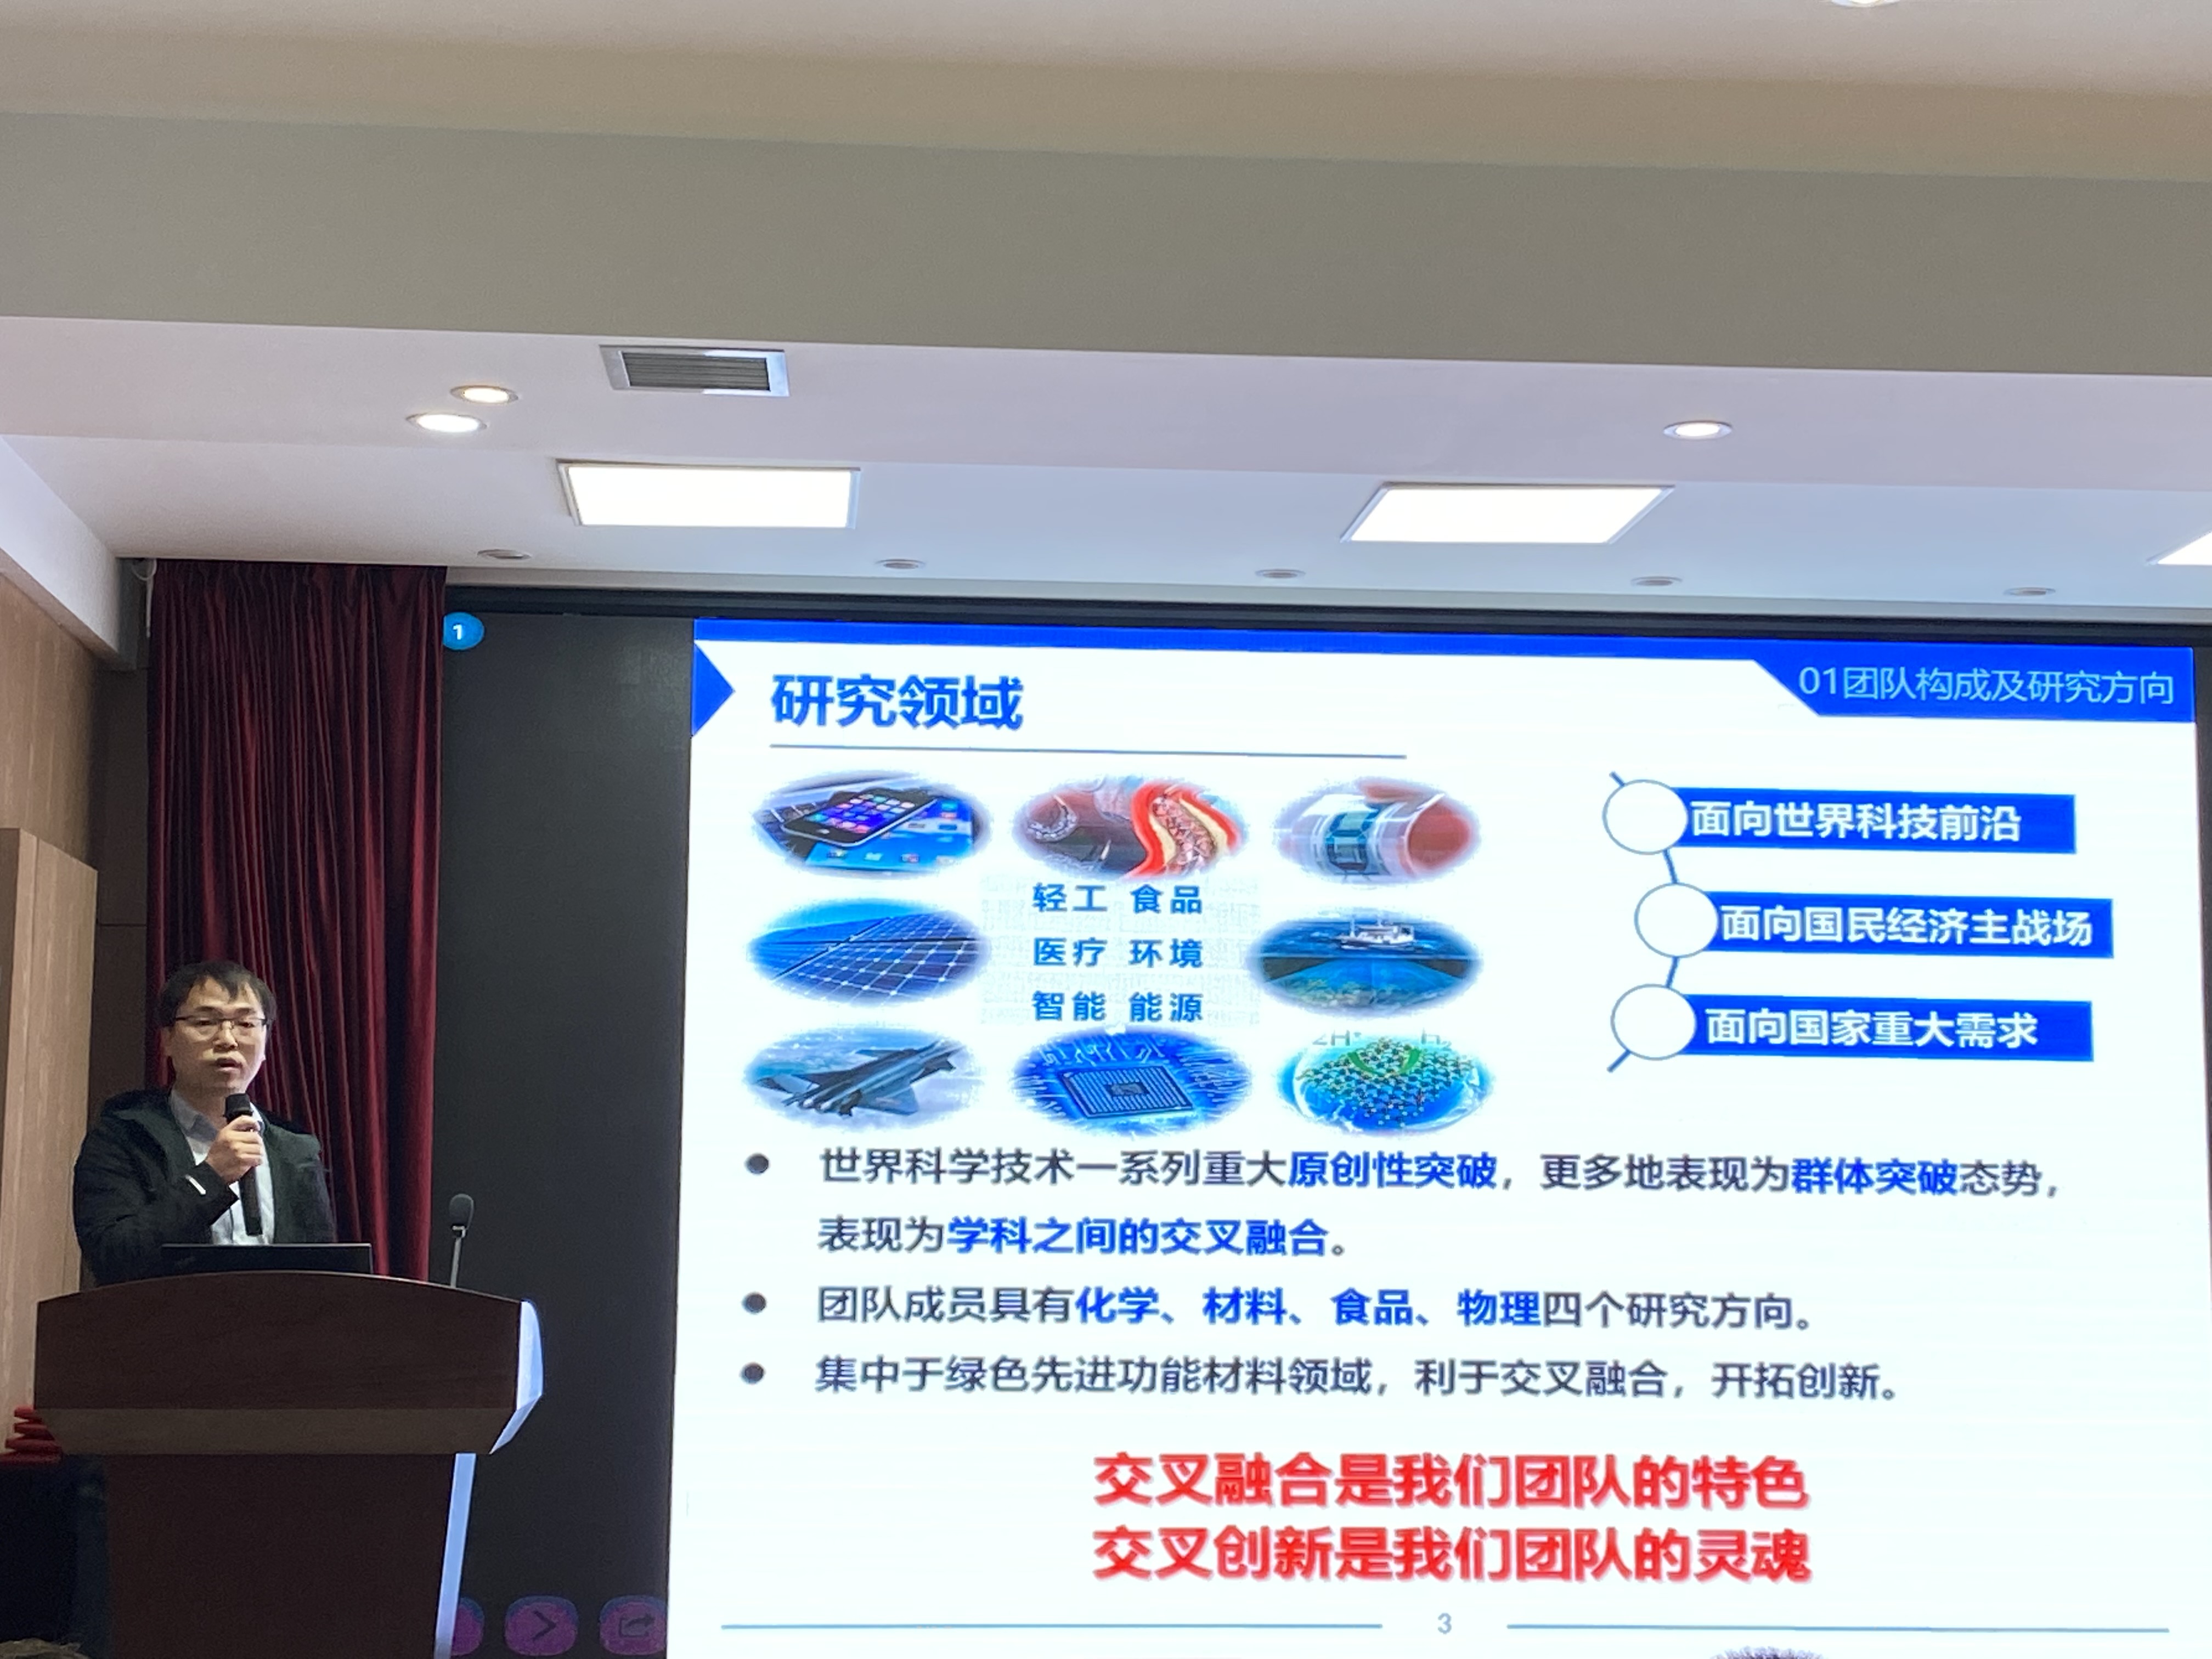 1
01团队构成及研究方向
研究领域
面向世界科技前沿
面向国民经济主战场
面向国家重大需求
轻工 食品
医疗 环境
智能 能源
2H⁺ H₂
● 世界科学技术一系列重大原创性突破，更多地表现为群体突破态势，
表现为学科之间的交叉融合。
● 团队成员具有化学、材料、食品、物理四个研究方向。
● 集中于绿色先进功能材料领域，利于交叉融合，开拓创新。
交叉融合是我们团队的特色
交叉创新是我们团队的灵魂
3